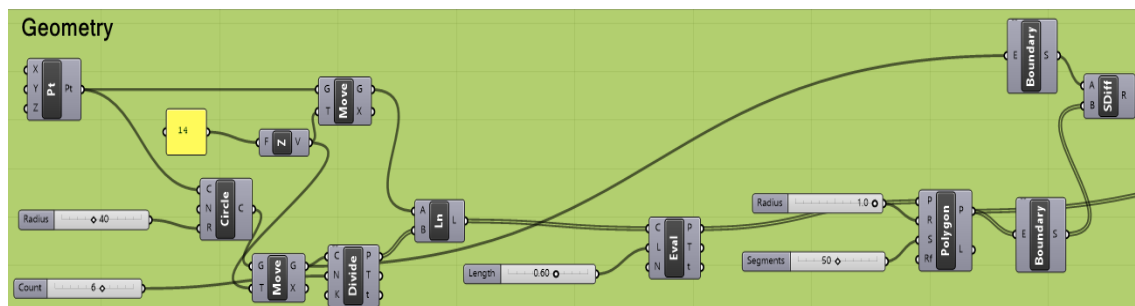 Geometry
X
Y
Z
Pt
Pt
14
F
Z
V
G
T
Move
G
X
Radius
40
C
N
R
Circle
C
Count
6
G
T
Move
G
X
C
N
K
Divide
P
T
t
A
B
Ln
L
Length
0.60
C
L
N
Eval
P
T
t
Radius
1.0
Segments
50
P
R
S
Rf
Polygon
P
L
E
Boundary
S
E
Boundary
S
A
B
SDiff
R